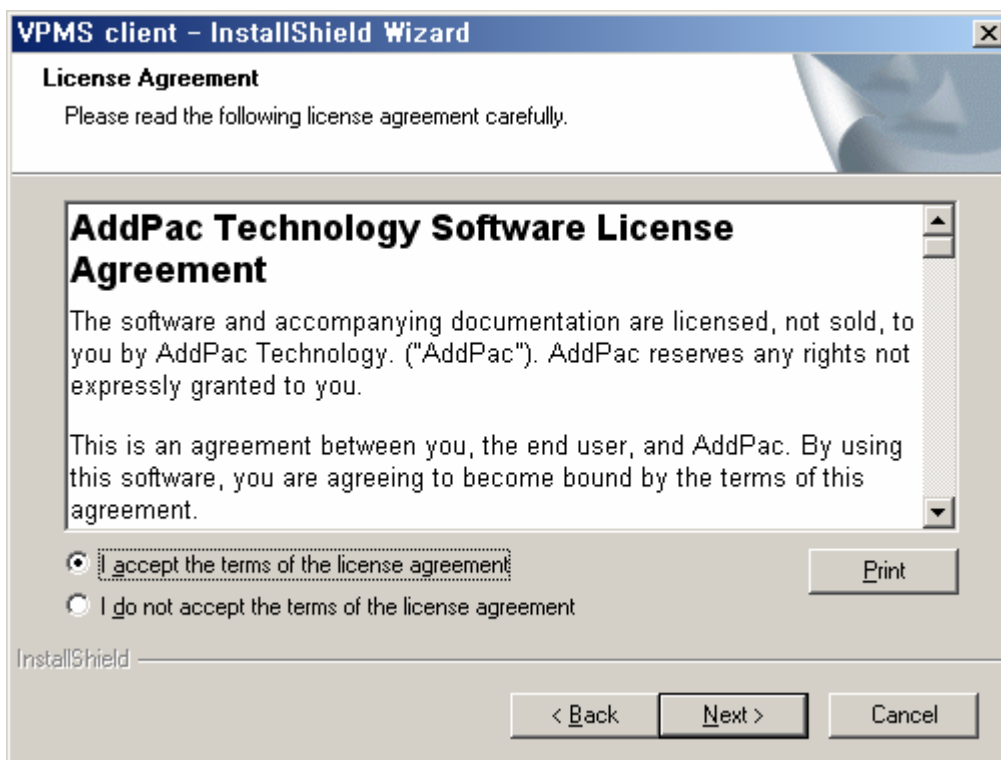 VPMS client - InstallShield Wizard
License Agreement
Please read the following license agreement carefully.
AddPac Technology Software License
Agreement
The software and accompanying documentation are licensed, not sold, to
you by AddPac Technology. ("AddPac"). AddPac reserves any rights not
expressly granted to you.
This is an agreement between you, the end user, and AddPac. By using
this software, you are agreeing to become bound by the terms of this
agreement.
I accept the terms of the license agreement
Print
I do not accept the terms of the license agreement
InstallShield
< Back
Next >
Cancel